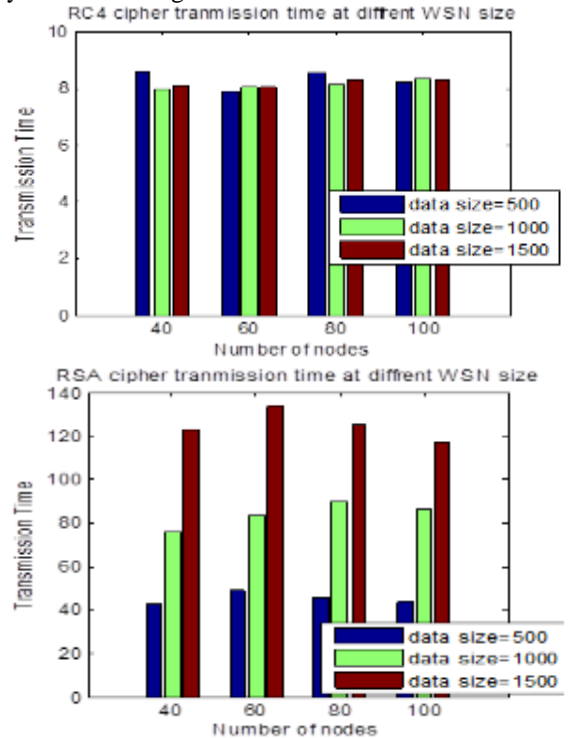 RC4 cipher tranmission time at diffrent WSN size
10
8
6
4
2
0
Transmission Time
data size=500
data size=1000
data size=1500
40 60 80 100
Number of nodes
RSA cipher tranmission time at diffrent WSN size
140
120
100
80
60
40
20
0
Transmission Time
data size=500
data size=1000
data size=1500
40 60 80 100
Number of nodes